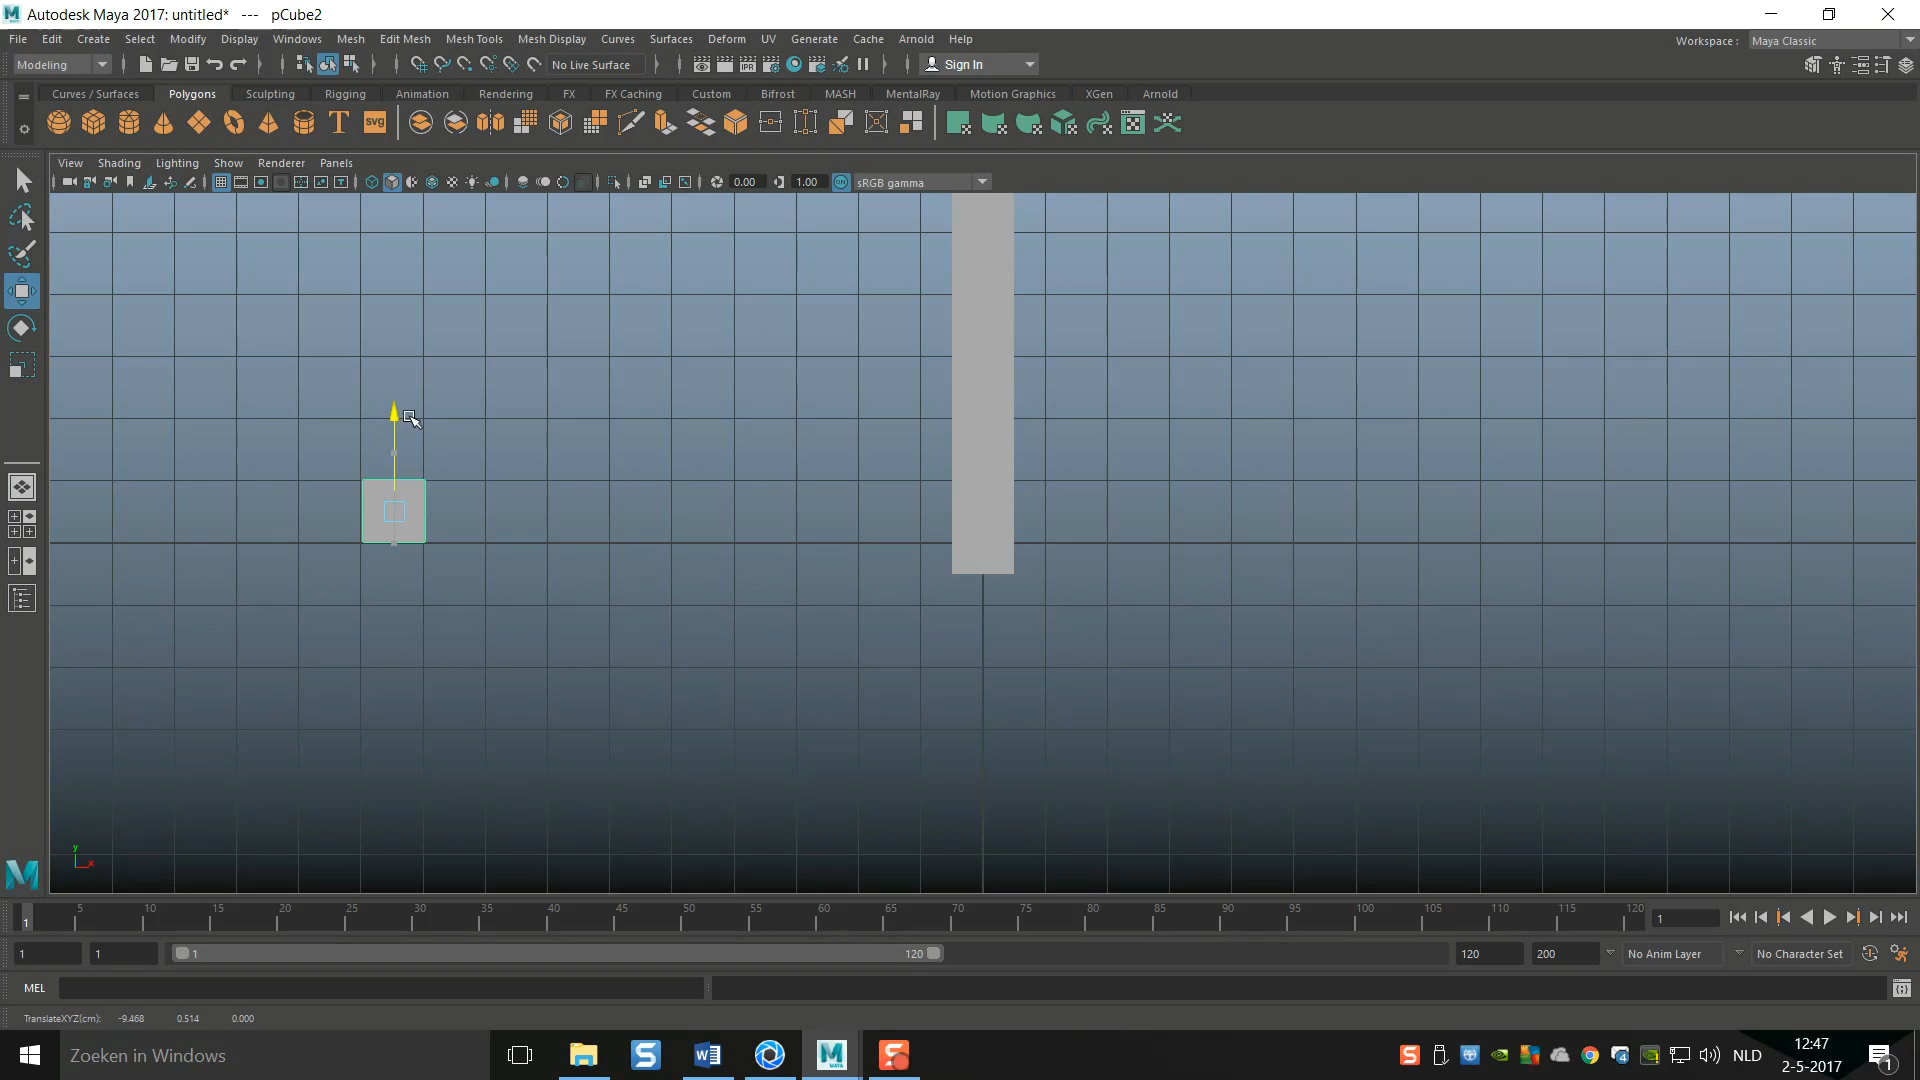 Autodesk Maya 2017: untitled* --- pCube2
File Edit Create Select Modify Display Windows Mesh Edit Mesh Mesh Tools Mesh Display Curves Surfaces Deform UV Generate Cache Arnold Help
Workspace : Maya Classic
Modeling
No Live Surface
Sign In
Curves / Surfaces Polygons Sculpting Rigging Animation Rendering FX FX Caching Custom Bifrost MASH MentalRay Motion Graphics XGen Arnold
T SVG
View Shading Lighting Show Renderer Panels
0.00 1.00 ON sRGB gamma
y
x
1 5 10 15 20 25 30 35 40 45 50 55 60 65 70 75 80 85 90 95 100 105 110 115 120 1
1 1 1 120 120 200 No Anim Layer No Character Set
MEL
TranslateXYZ(cm): -9.468 0.514 0.000
Zoeken in Windows
NLD
12:47
2-5-2017
1